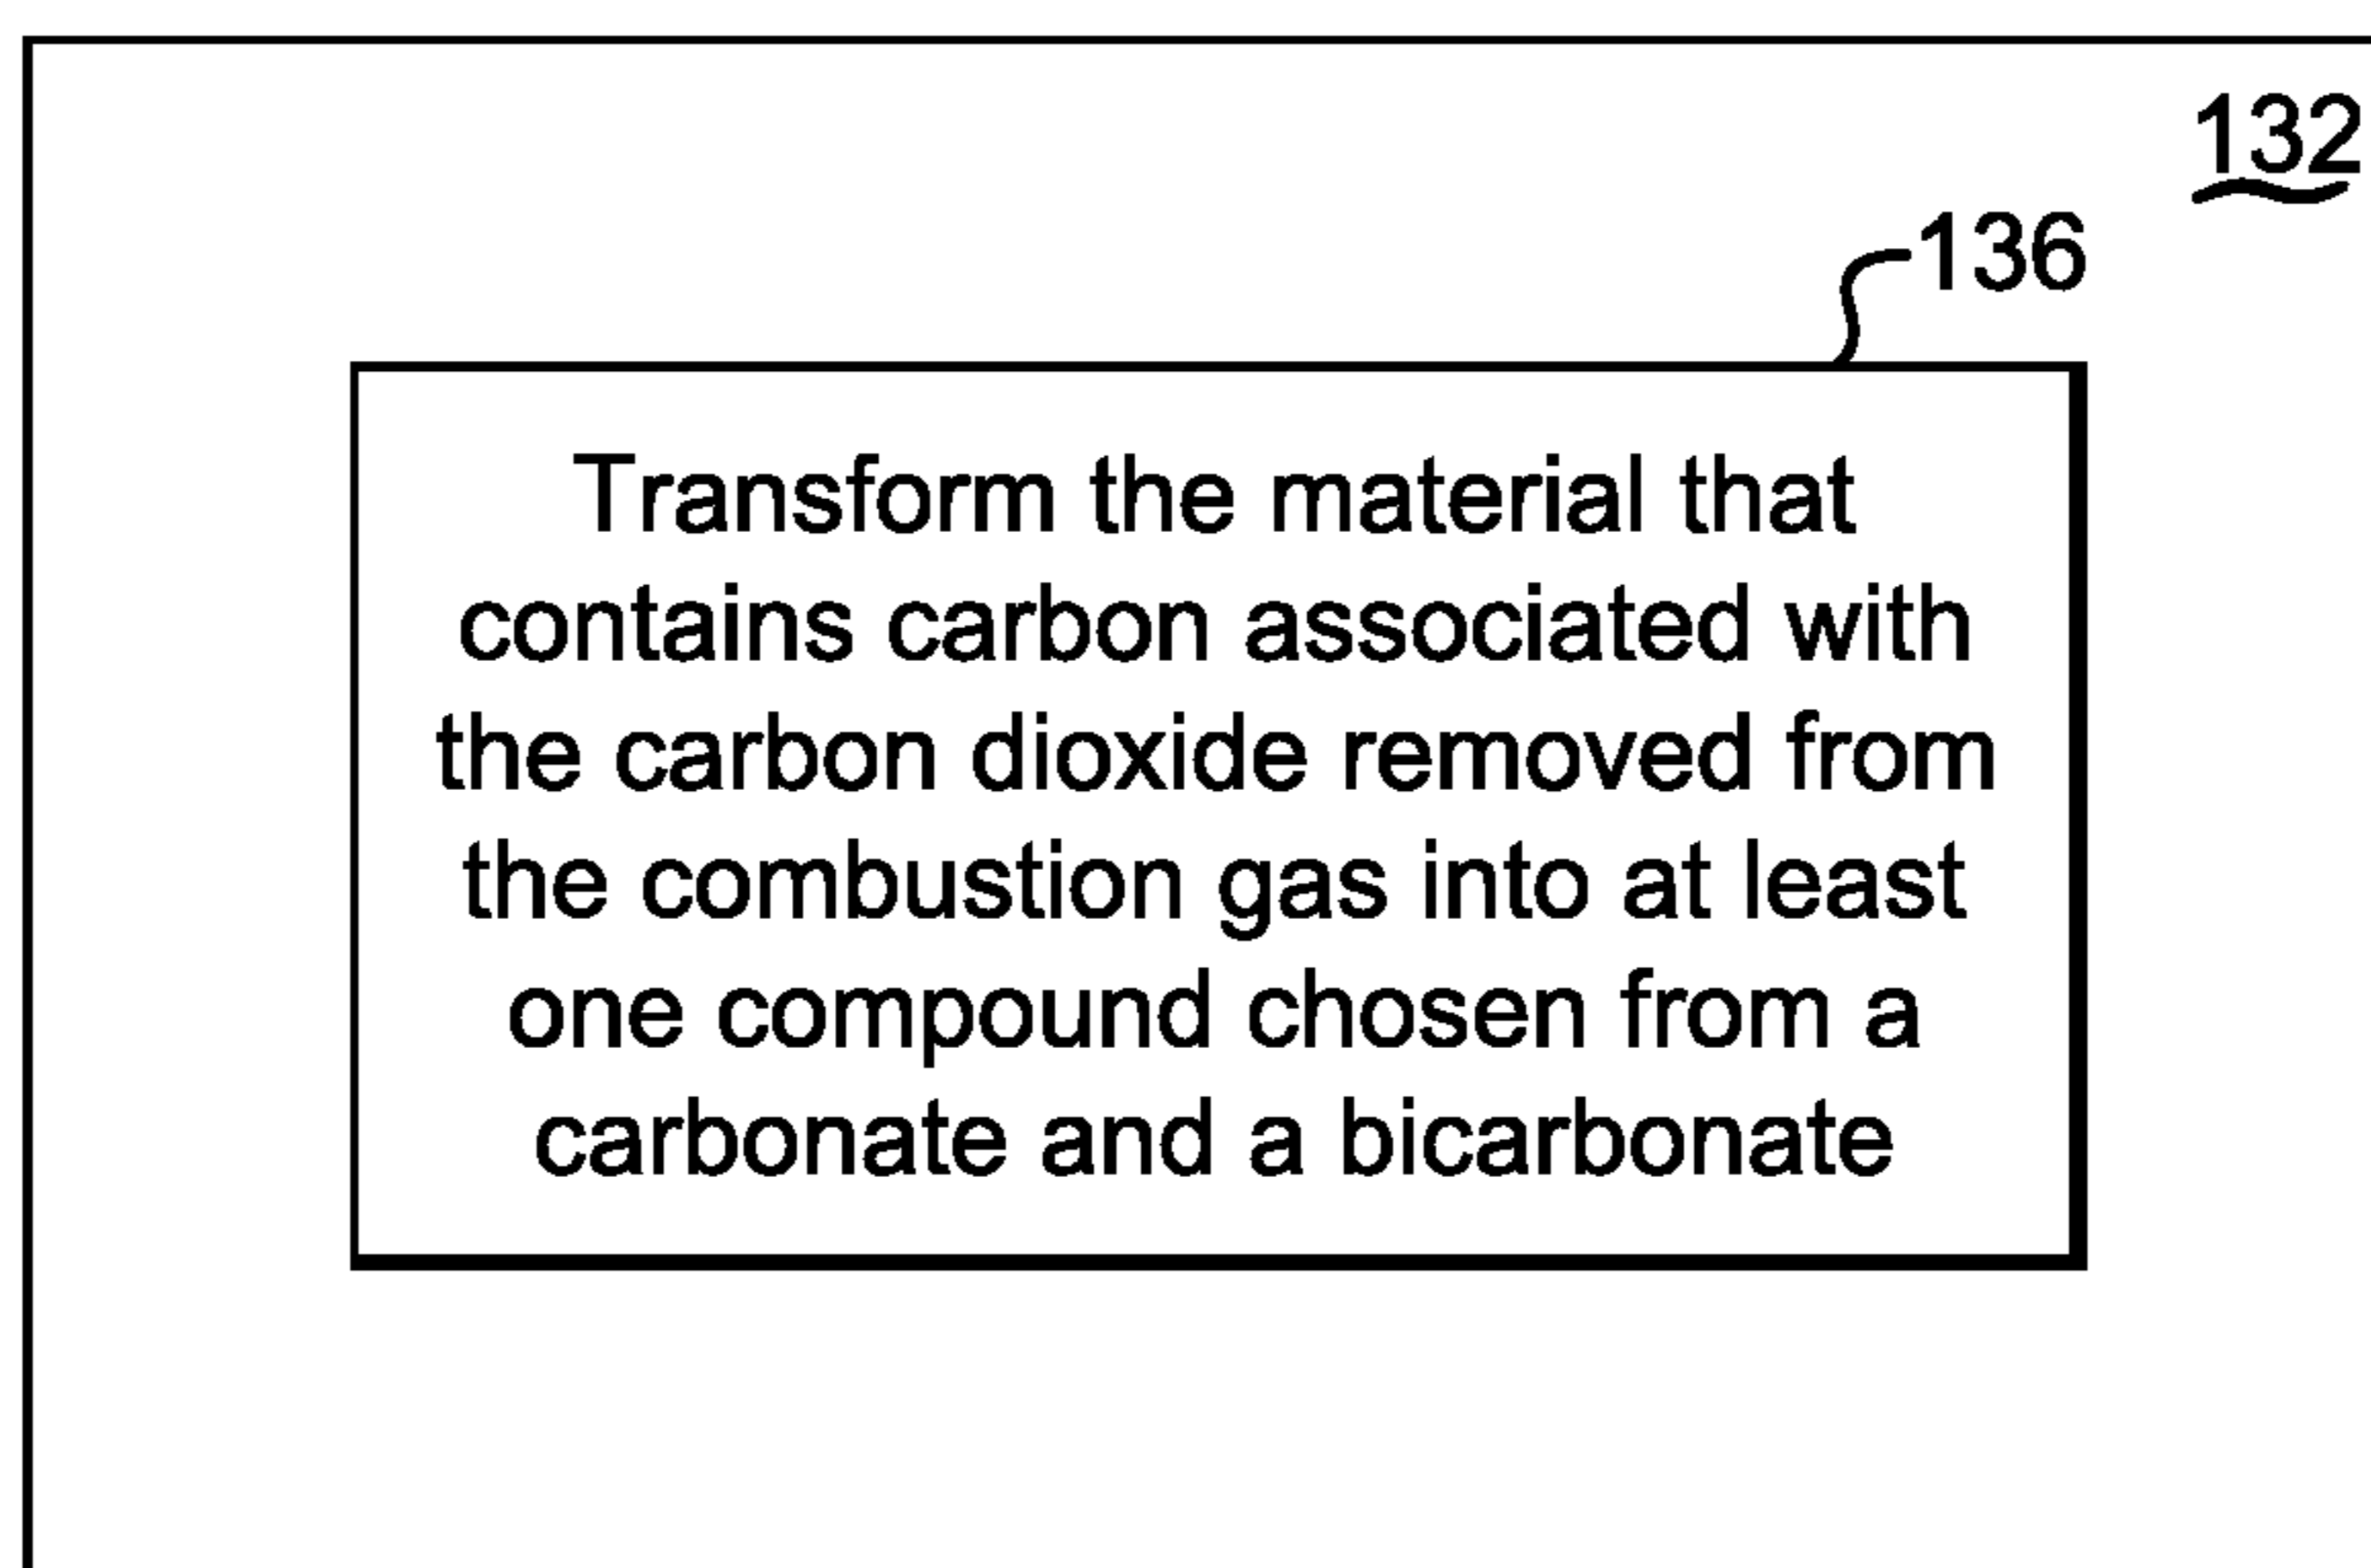 132
136
Transform the material that
contains carbon associated with
the carbon dioxide removed from
the combustion gas into at least
one compound chosen from a
carbonate and a bicarbonate